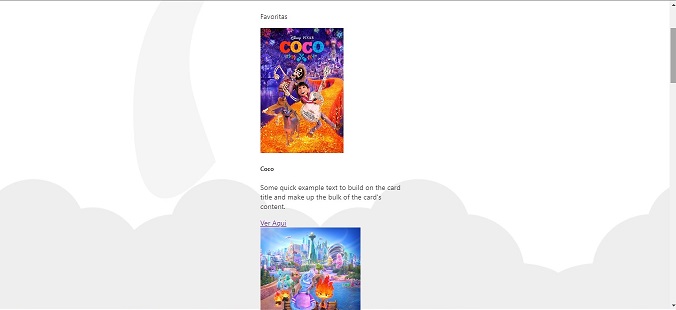 Favoritas
Disney PIXAR
COCO
Coco
Some quick example text to build on the card
title and make up the bulk of the card's
content.
Ver Aqui